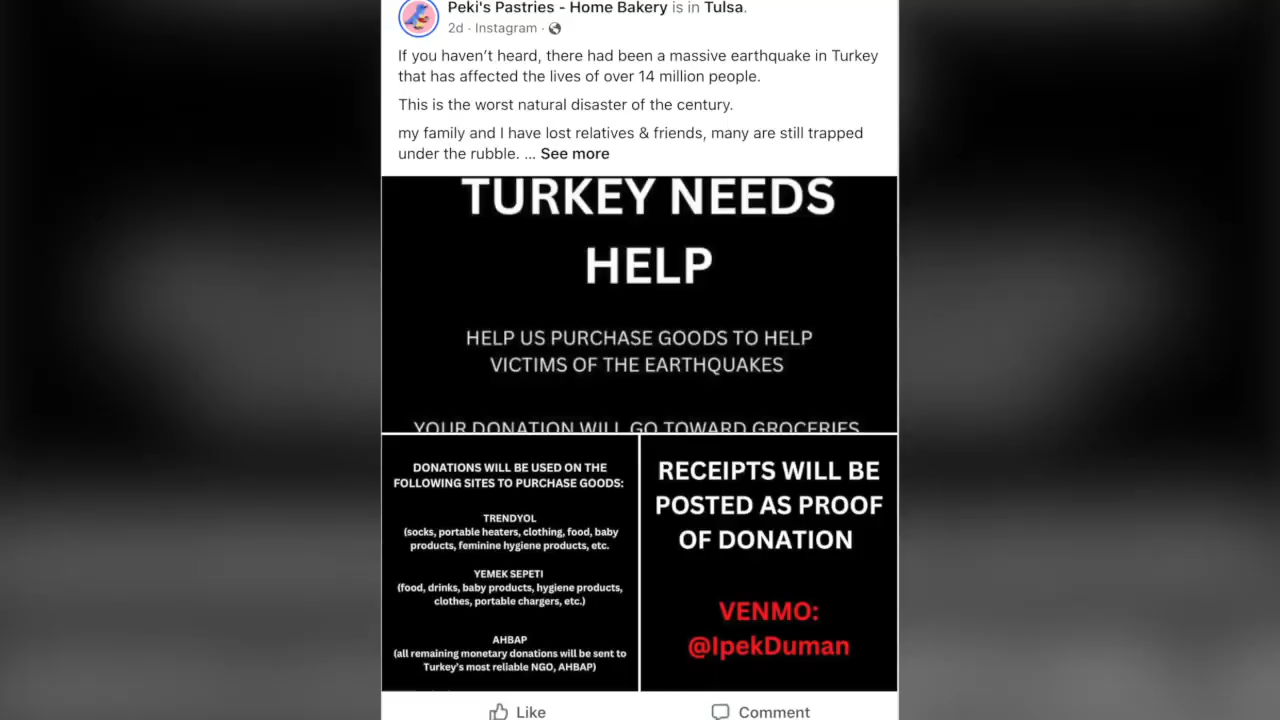 Peki's Pastries - Home Bakery is in Tulsa.
2d · Instagram ·
If you haven't heard, there had been a massive earthquake in Turkey
that has affected the lives of over 14 million people.
This is the worst natural disaster of the century.
my family and I have lost relatives & friends, many are still trapped
under the rubble. ... See more
TURKEY NEEDS
HELP
HELP US PURCHASE GOODS TO HELP
VICTIMS OF THE EARTHQUAKES
YOUR DONATION WILL GO TOWARD GROCERIES
DONATIONS WILL BE USED ON THE
FOLLOWING SITES TO PURCHASE GOODS:
TRENDYOL
(socks, portable heaters, clothing, food, baby
products, feminine hygiene products, etc.
YEMEK SEPETI
(food, drinks, baby products, hygiene products,
clothes, portable chargers, etc.)
AHBAP
(all remaining monetary donations will be sent to
Turkey's most reliable NGO, AHBAP)
RECEIPTS WILL BE
POSTED AS PROOF
OF DONATION
VENMO:
@IpekDuman
Like
Comment